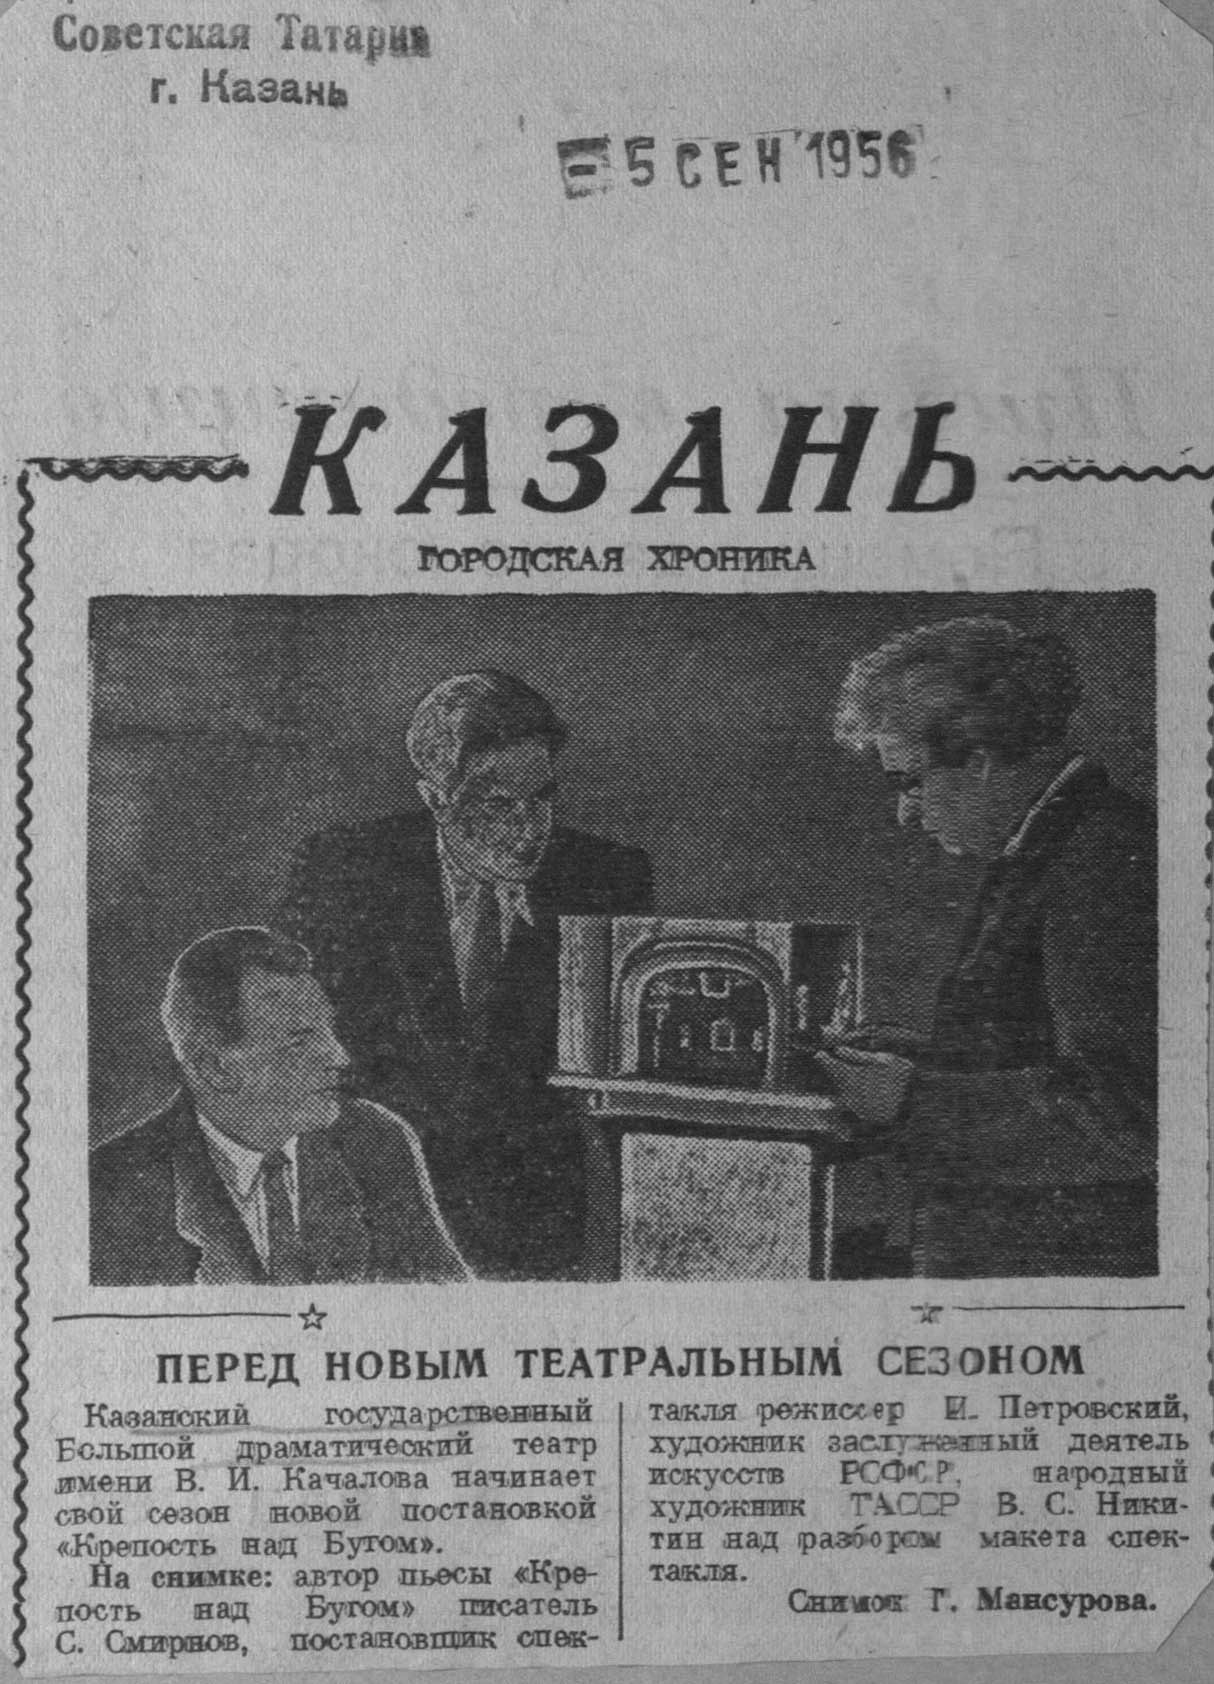 Советская Татария
г. Казань
5 СЕН 1956
КАЗАНЬ
ГОРОДСКАЯ ХРОНИКА
ПЕРЕД НОВЫМ ТЕАТРАЛЬНЫМ СЕЗОНОМ
Казанский государственный
Большой драматический театр
имени В. И. Качалова начинает
свой сезон новой постановкой
«Крепость над Бугом».
На снимке: автор пьесы «Кре-
пость над Бугом» писатель
С. Смирнов, постановщик спек-
такля режиссер И. Петровский,
художник заслуженный деятель
искусств РСФСР, народный
художник ТАССР В. С. Ники-
тин над разбором макета спек-
такля.
Снимок Г. Мансурова.